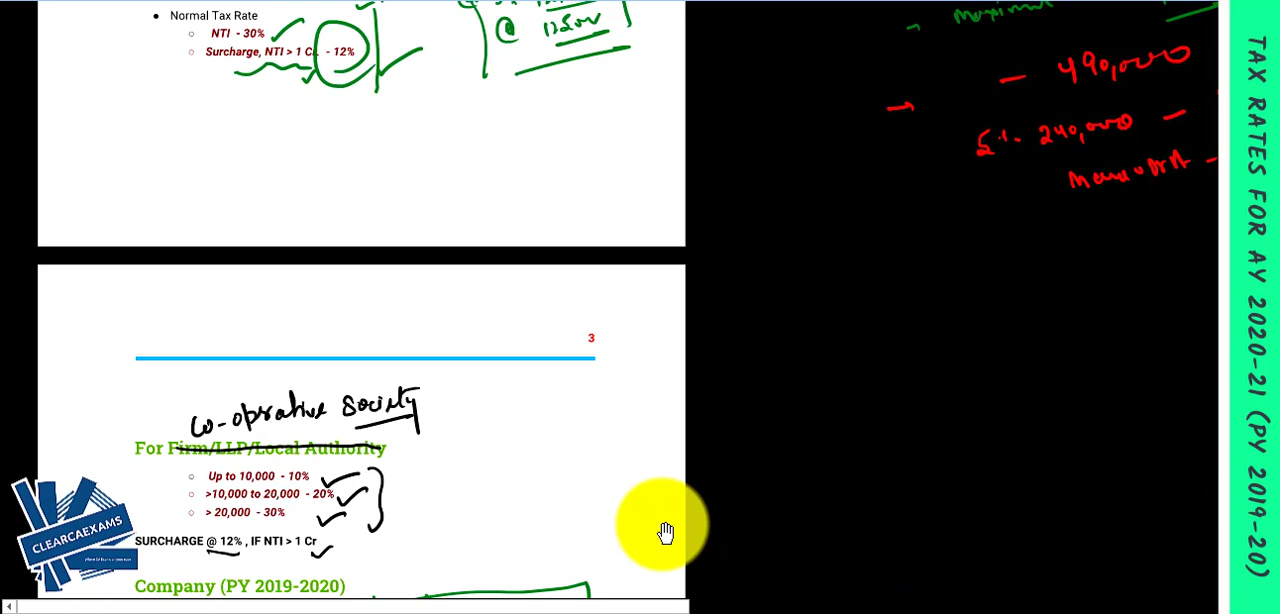 Normal Tax Rate
NTI - 30%
Surcharge, NTI > 1 Cr. - 12%
@ 12500
490,000
5% 240,000
3
Co-operative society
For Firm/LLP/Local Authority
Up to 10,000 - 10%
>10,000 to 20,000 - 20%
> 20,000 - 30%
SURCHARGE @ 12% , IF NTI > 1 Cr
Company (PY 2019-2020)
CLEARCAEXAMS
TAX RATES FOR AY 2020-21 (PY 2019-20)